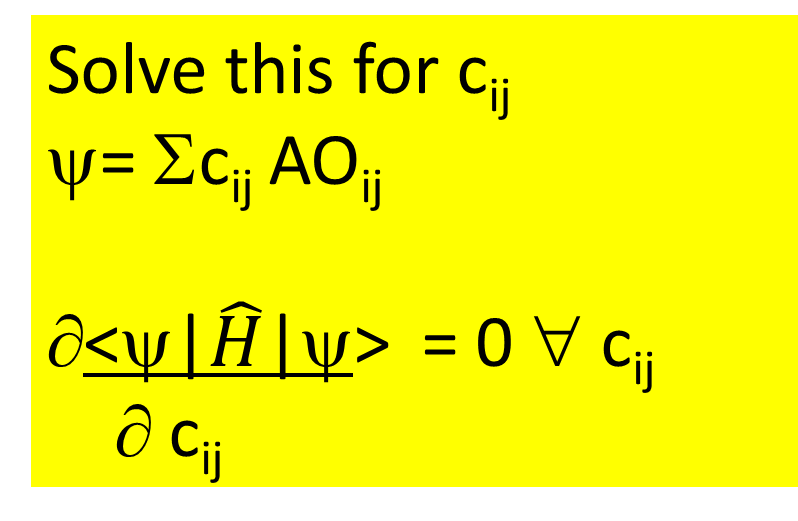 Solve this for cᵢⱼ
ψ= Σcᵢⱼ AOᵢⱼ
∂<ψ|Ĥ|ψ> = 0 ∀ cᵢⱼ
∂ cᵢⱼ